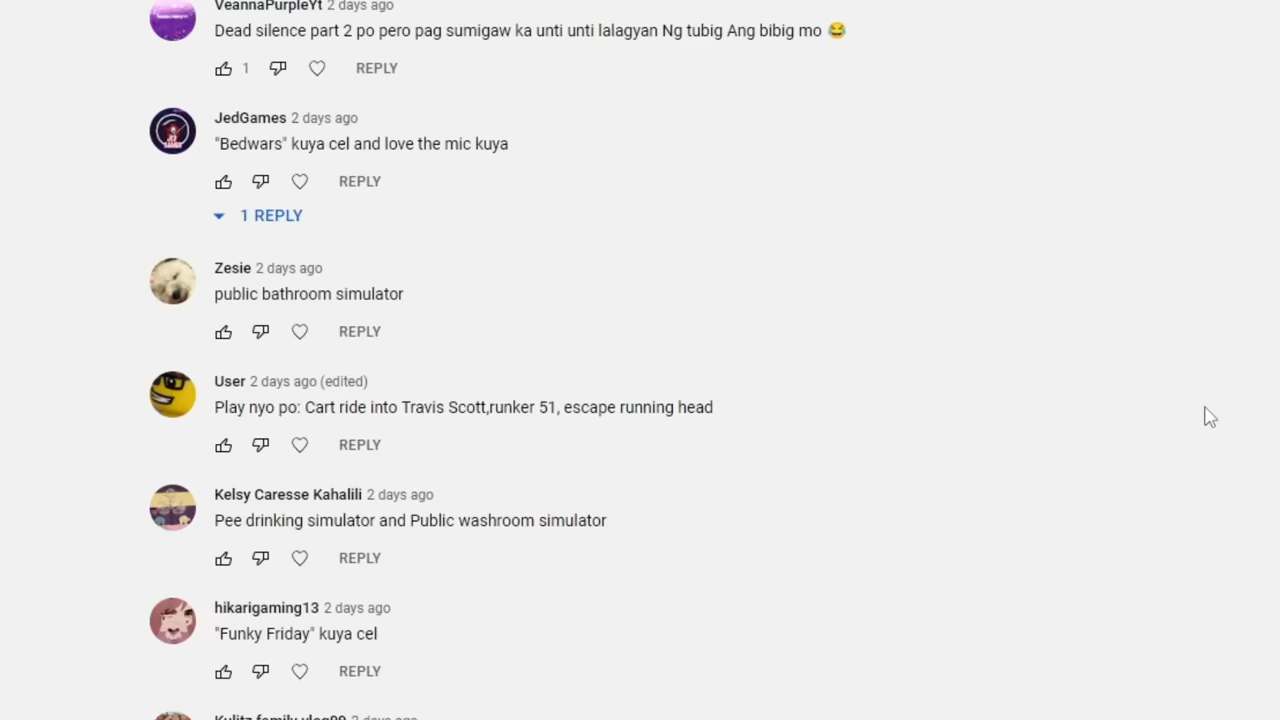 VeannaPurpleYt 2 days ago
Dead silence part 2 po pero pag sumigaw ka unti unti lalagyan Ng tubig Ang bibig mo 😂
1 REPLY
JedGames 2 days ago
"Bedwars" kuya cel and love the mic kuya
REPLY
1 REPLY
Zesie 2 days ago
public bathroom simulator
REPLY
User 2 days ago (edited)
Play nyo po: Cart ride into Travis Scott,runker 51, escape running head
REPLY
Kelsy Caresse Kahalili 2 days ago
Pee drinking simulator and Public washroom simulator
REPLY
hikarigaming13 2 days ago
"Funky Friday" kuya cel
REPLY
2 days ago